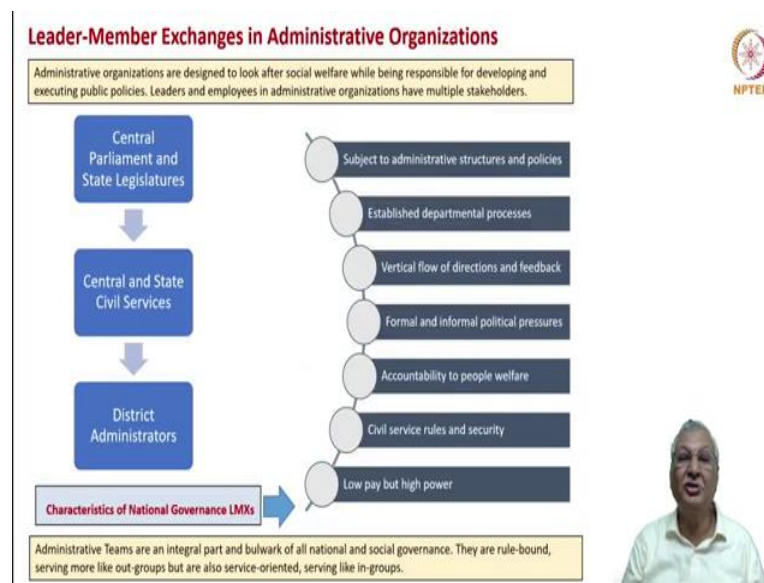 Leader-Member Exchanges in Administrative Organizations
Administrative organizations are designed to look after social welfare while being responsible for developing and
executing public policies. Leaders and employees in administrative organizations have multiple stakeholders.
NPTEL
Central
Parliament and
State Legislatures
Central and State
Civil Services
District
Administrators
Characteristics of National Governance LMXs
Subject to administrative structures and policies
Established departmental processes
Vertical flow of directions and feedback
Formal and informal political pressures
Accountability to people welfare
Civil service rules and security
Low pay but high power
Administrative Teams are an integral part and bulwark of all national and social governance. They are rule-bound,
serving more like out-groups but are also service-oriented, serving like in-groups.